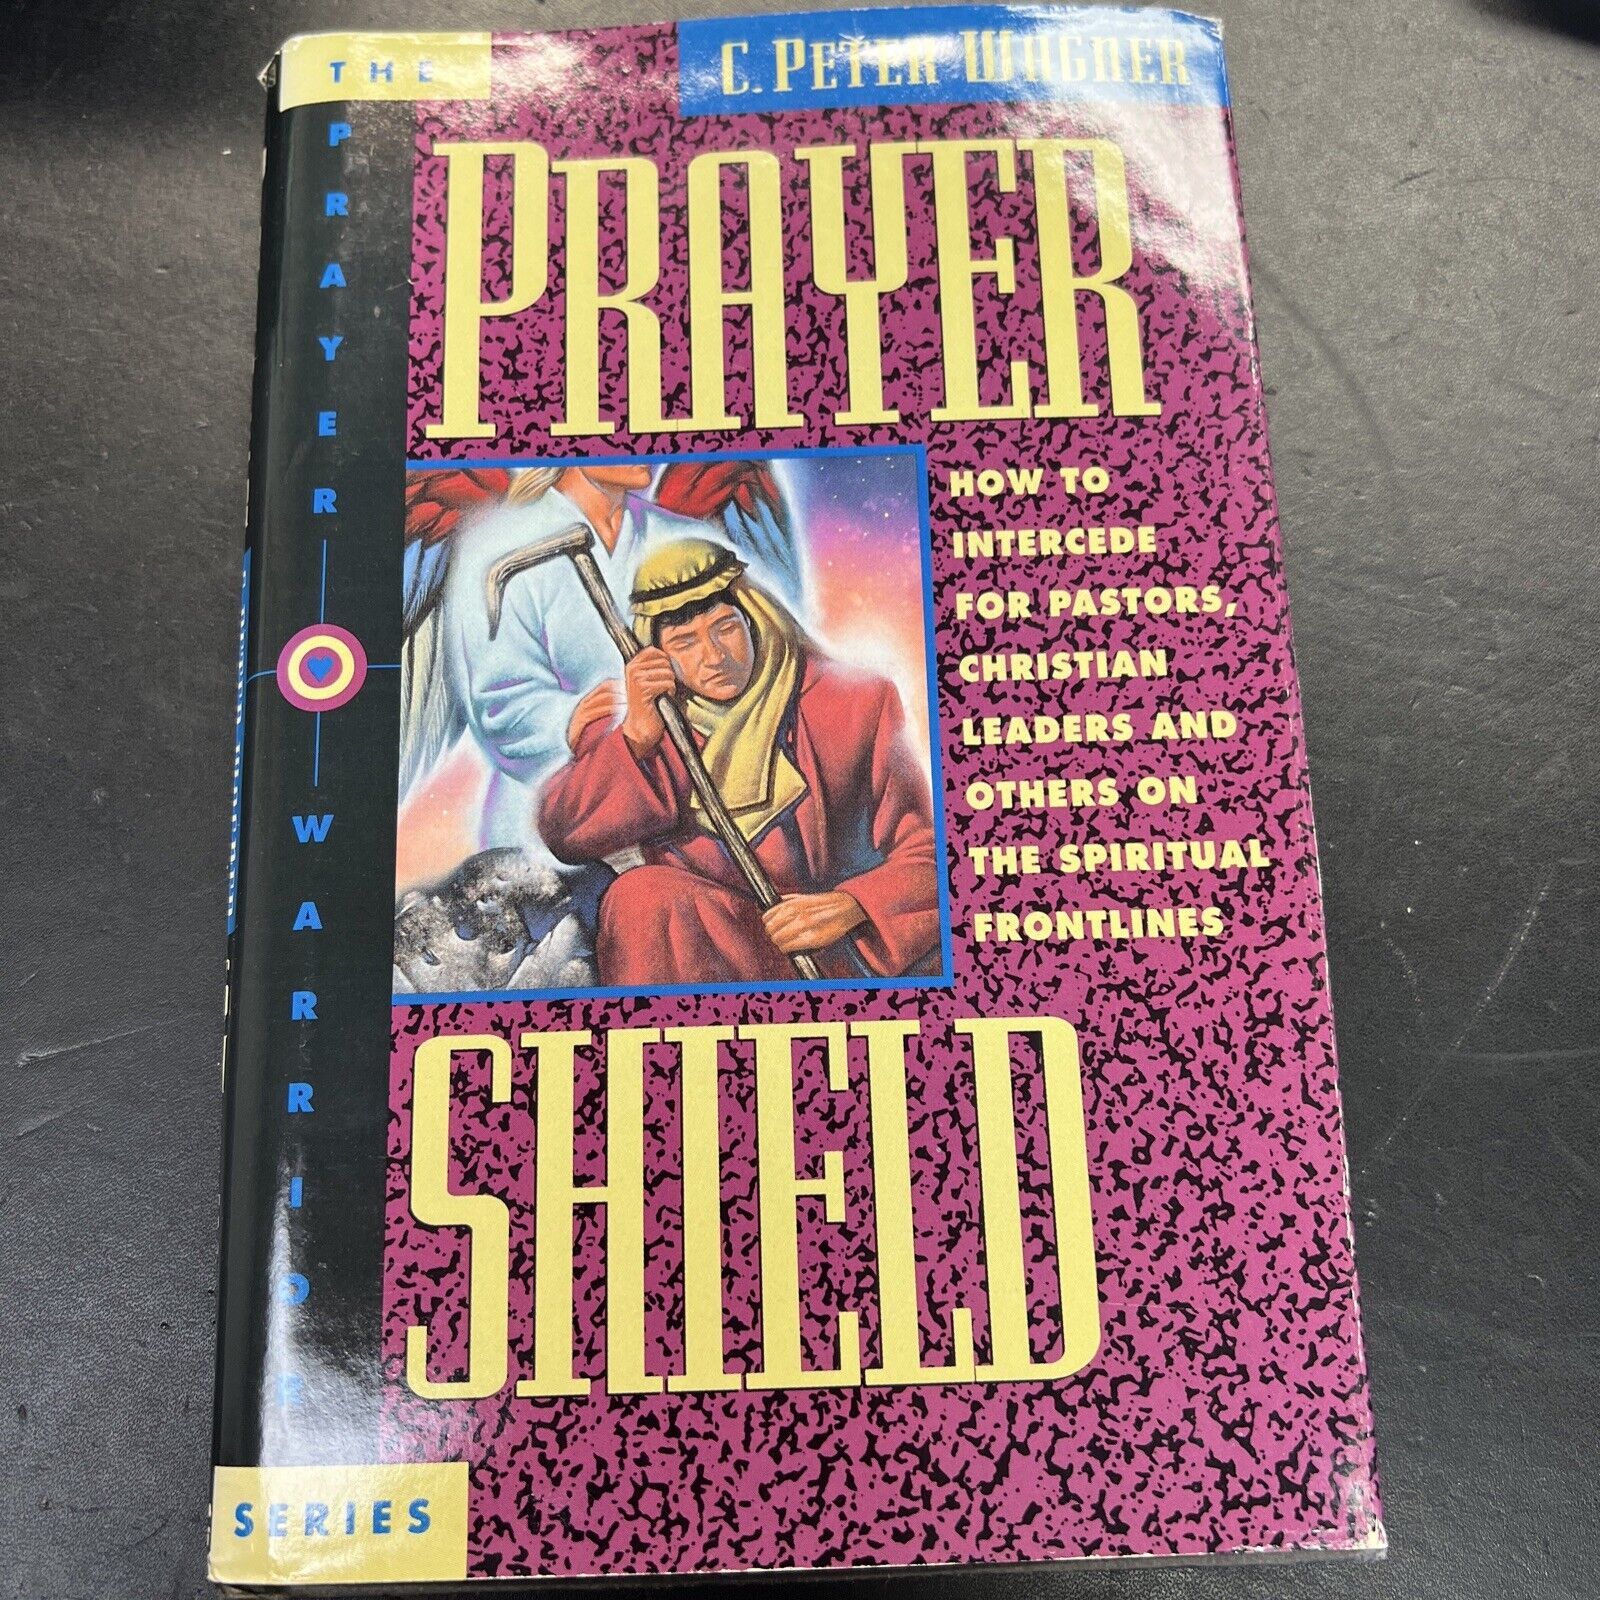 THE
PRAYER
WARRIOR
SERIES
C. PETER WAGNER
PRAYER
HOW TO
INTERCEDE
FOR PASTORS,
CHRISTIAN
LEADERS AND
OTHERS ON
THE SPIRITUAL
FRONTLINES
SHIELD